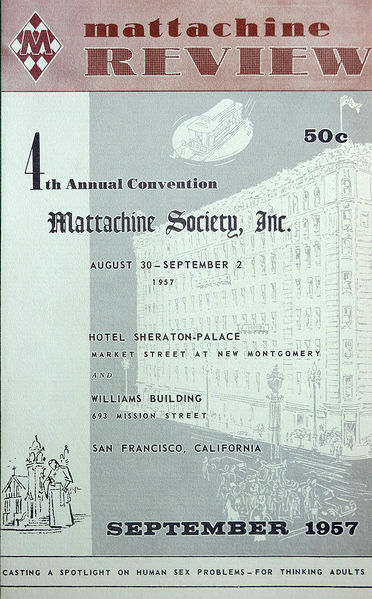 M
mattachine
REVIEW
50c
4th Annual Convention
Mattachine Society, Inc.
AUGUST 30 – SEPTEMBER 2
1957
HOTEL SHERATON-PALACE
MARKET STREET AT NEW MONTGOMERY
AND
WILLIAMS BUILDING
693 MISSION STREET
SAN FRANCISCO, CALIFORNIA
SEPTEMBER 1957
CASTING A SPOTLIGHT ON HUMAN SEX PROBLEMS – FOR THINKING ADULTS